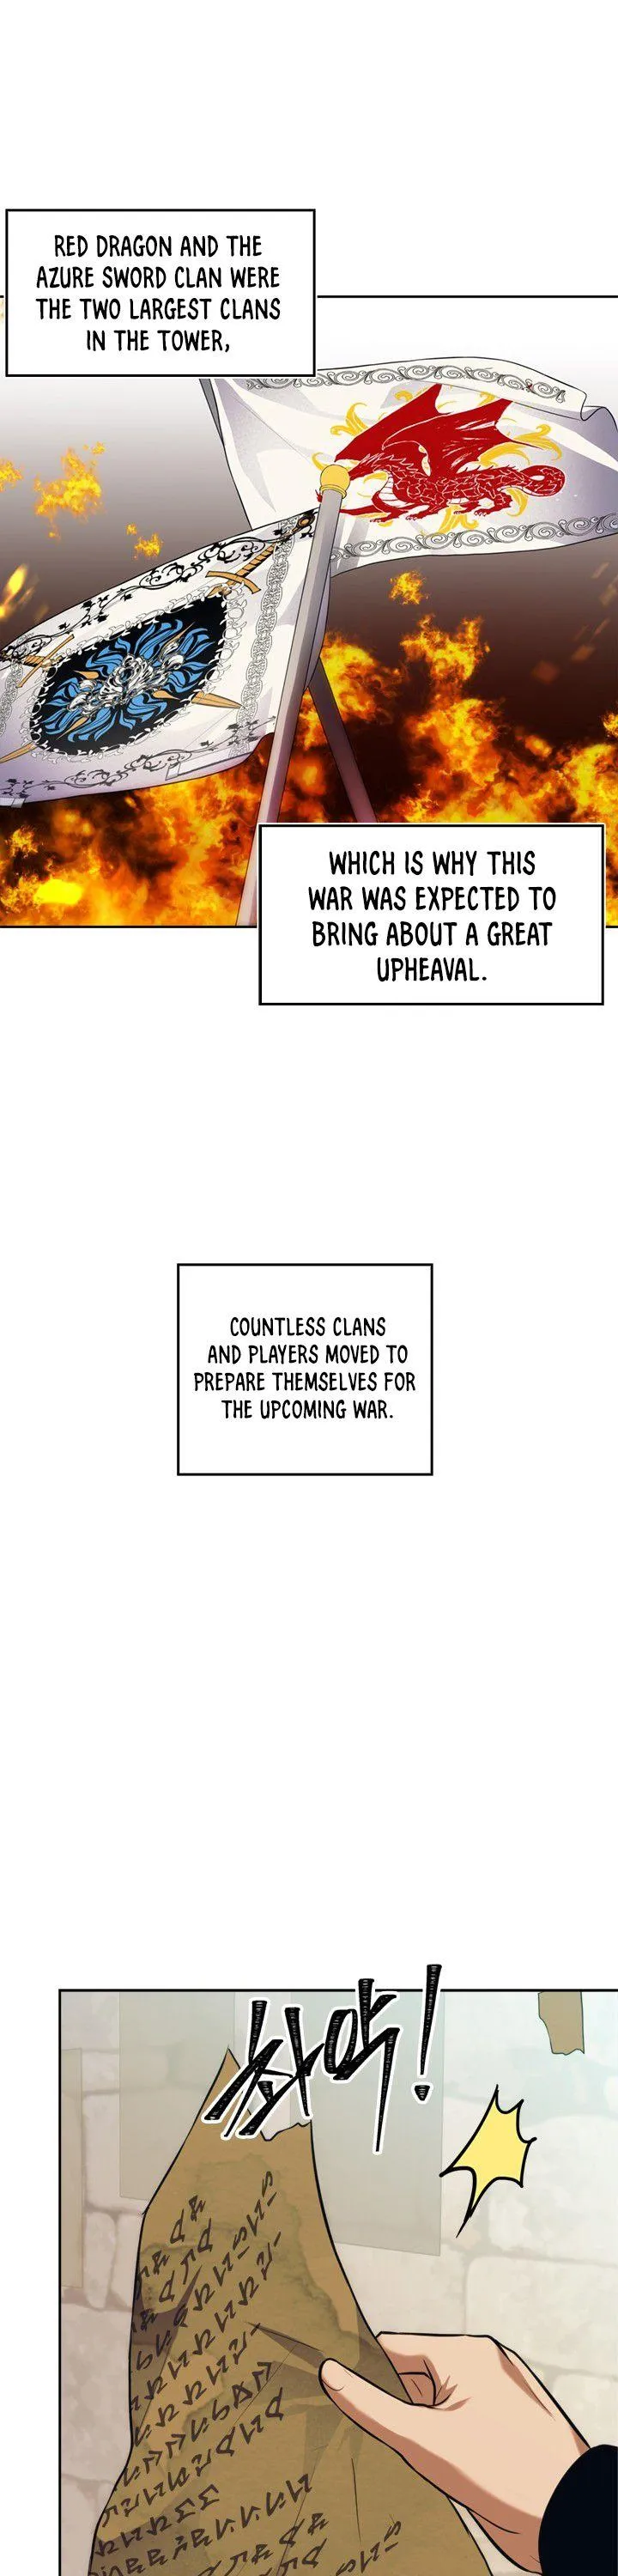 RED DRAGON AND THE
AZURE SWORD CLAN WERE
THE TWO LARGEST CLANS
IN THE TOWER,
WHICH IS WHY THIS
WAR WAS EXPECTED TO
BRING ABOUT A GREAT
UPHEAVAL.
COUNTLESS CLANS
AND PLAYERS MOVED TO
PREPARE THEMSELVES FOR
THE UPCOMING WAR.